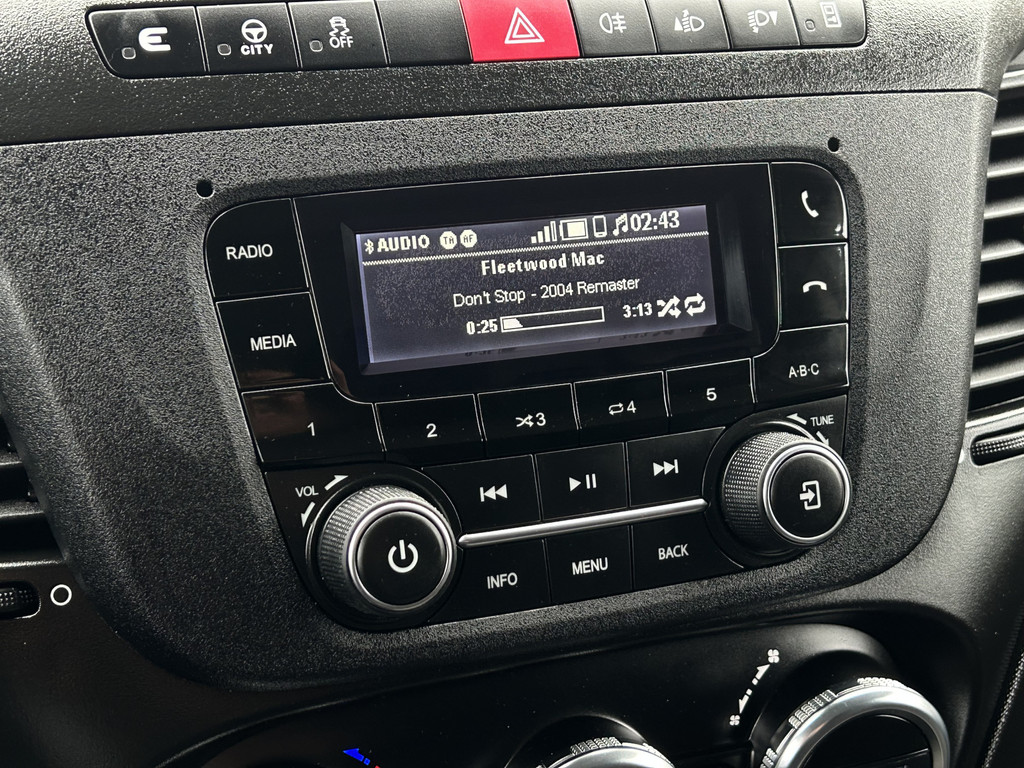 CITY
OFF
RADIO
AUDIO TA AF 02:43
Fleetwood Mac
Don't Stop - 2004 Remaster
0:25 3:13
MEDIA
A·B·C
1 2 3 4 5
VOL
TUNE
INFO MENU BACK